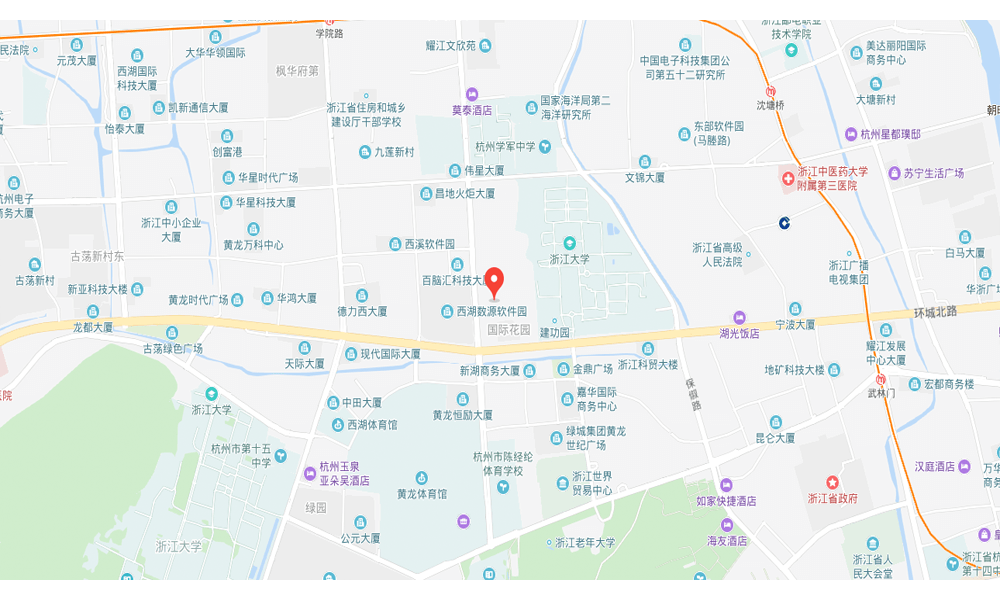 学院路
浙江邮电职业
技术学院
民法院
元茂大厦
大华华领国际
耀江文欣苑
美达丽阳国际
商务中心
西湖国际
科技大厦
枫华府第
中国电子科技集团公
司第五十二研究所
大塘新村
莫泰酒店
沈塘桥
凯新通信大厦
浙江省住房和城乡
建设厅干部学校
国家海洋局第二
海洋研究所
怡泰大厦
创富港
东部软件园
(马塍路)
杭州星都璞邸
九莲新村
杭州学军中学
伟星大厦
文锦大厦
浙江中医药大学
附属第三医院
苏宁生活广场
华星时代广场
昌地火炬大厦
杭州电子
商务大厦
华星科技大厦
浙江中小企业
大厦
黄龙万科中心
西溪软件园
浙江大学
浙江省高级
人民法院
白马大厦
古荡新村东
古荡新村
百脑汇科技大厦
浙江广播
电视集团
华浙广场
新亚科技大楼
黄龙时代广场
华鸿大厦
德力西大厦
西湖数源软件园
国际花园
建功园
湖光饭店
宁波大厦
环城北路
龙都大厦
古荡绿色广场
天际大厦
现代国际大厦
新湖商务大厦
金鼎广场
浙江科贸大楼
耀江发展
中心大厦
地矿科技大楼
武林门
宏都商务楼
医院
浙江大学
中田大厦
西湖体育馆
黄龙恒励大厦
嘉华国际
商务中心
保俶路
昆仑大厦
绿城集团黄龙
世纪广场
杭州市第十五
中学
杭州玉泉
亚朵吴酒店
杭州市陈经纶
体育学校
浙江世界
贸易中心
黄龙体育馆
汉庭酒店
如家快捷酒店
浙江省政府
绿园
公元大厦
海友酒店
浙江大学
浙江老年大学
浙江省人
民大会堂
浙江省杭
第十四中